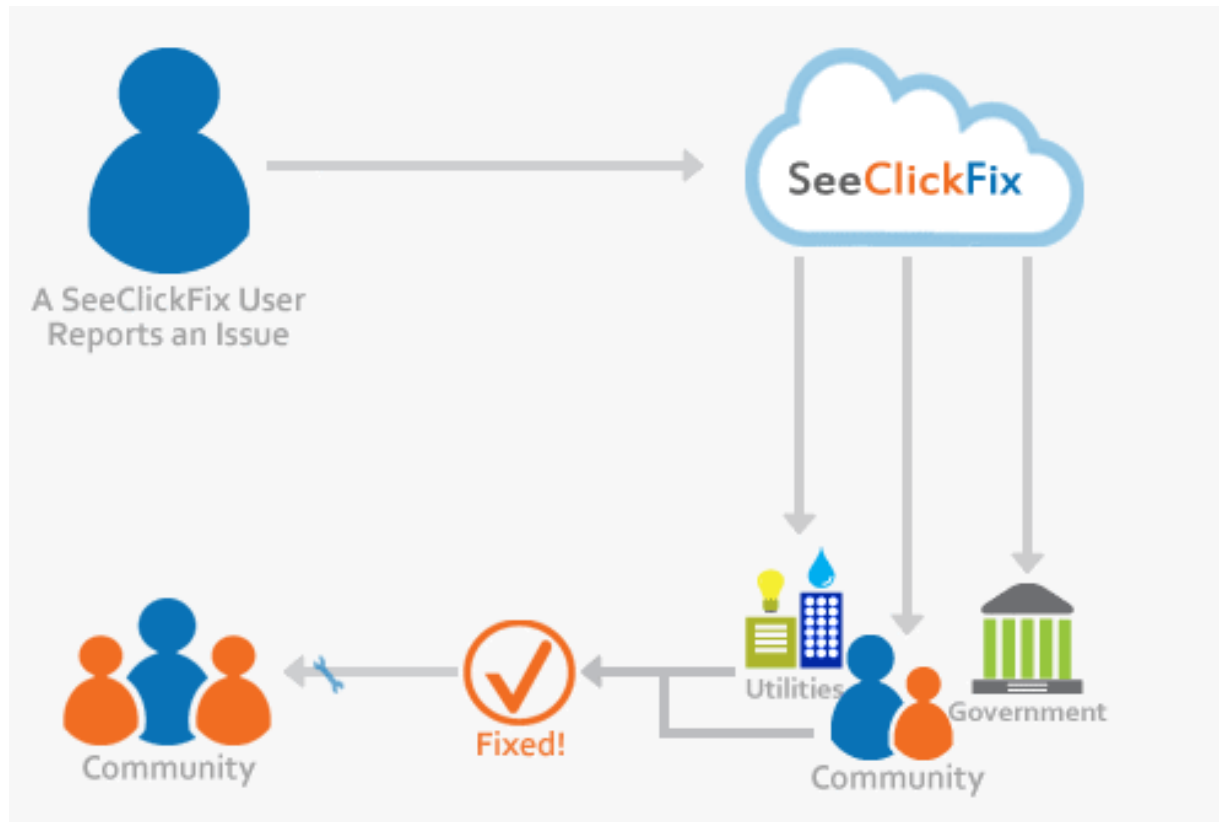 SeeClickFix
A SeeClickFix User
Reports an Issue
Utilities
Government
Fixed!
Community
Community